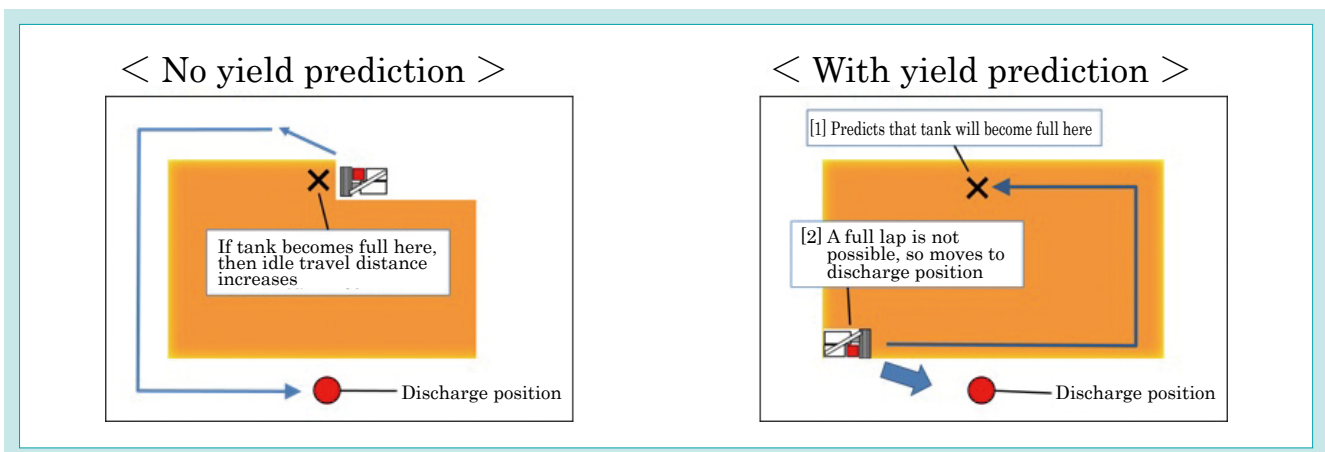 < No yield prediction >
If tank becomes full here,
then idle travel distance
increases
Discharge position
< With yield prediction >
[1] Predicts that tank will become full here
[2] A full lap is not
possible, so moves to
discharge position
Discharge position